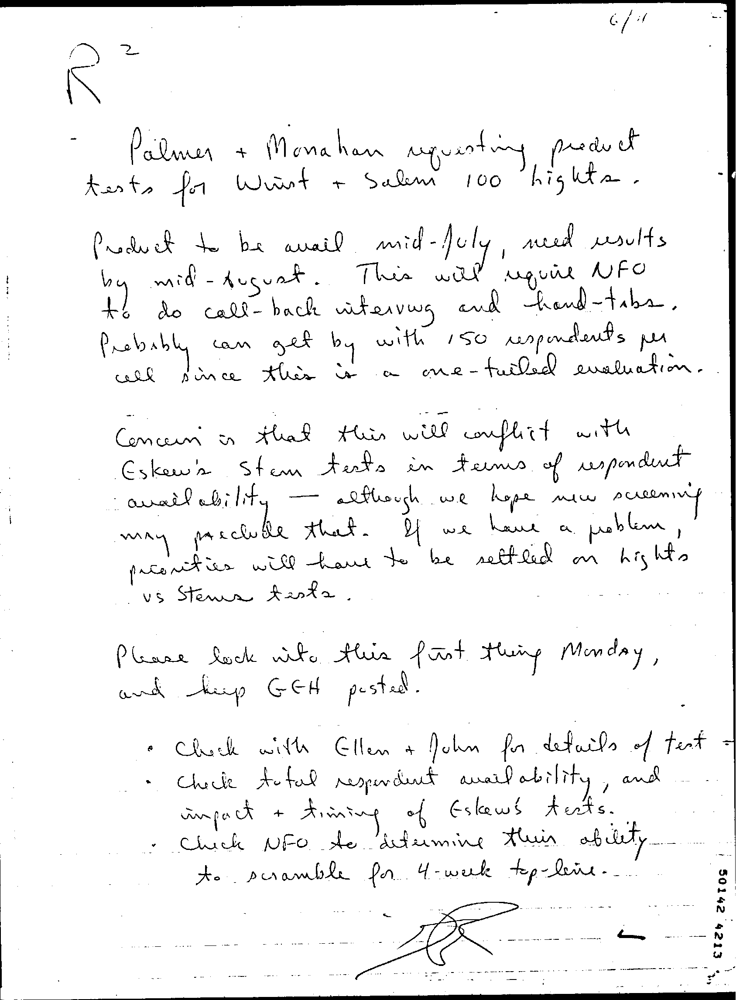 6/11
R²
- Palmer + Monahan requesting product
tests for Winst + Salem 100 Lights.
Product to be avail mid-July, need results
by mid-August. This will require NFO
to do call-back intervwg and hand-tabs.
Probably can get by with 150 respondents per
cell since this is a one-tailed evaluation.
Concern is that this will conflict with
Eskew's Stem tests in terms of respondent
availability — although we hope new screening
may preclude that. If we have a problem,
priorities will have to be settled on Lights
vs Stems tests.
Please look into this first thing Monday,
and keep GEH posted.
• Check with Ellen + John for details of test
• Check total respondent availability, and
impact + timing of Eskew's tests.
• Check NFO to determine their ability
to scramble for 4-week top-line.
50142 4213